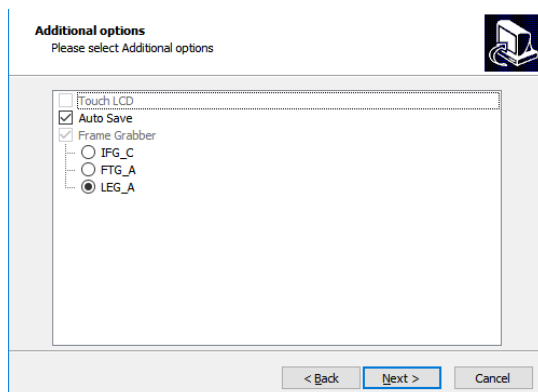 Additional options
Please select Additional options
Touch LCD
Auto Save
Frame Grabber
IFG_C
FTG_A
LEG_A
< Back
Next >
Cancel